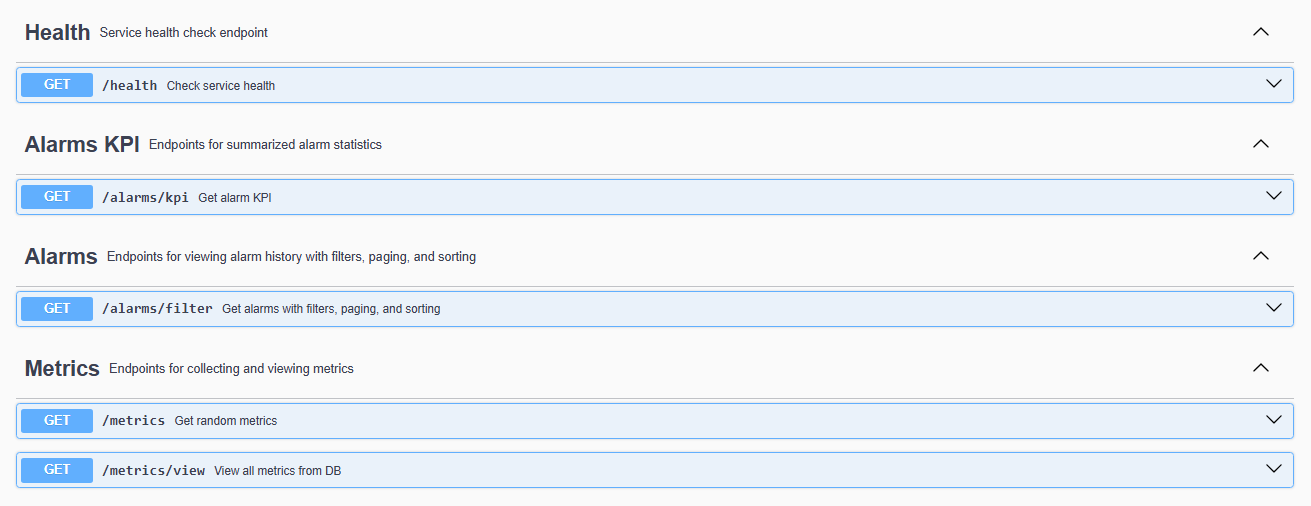 Health Service health check endpoint
GET /health Check service health
Alarms KPI Endpoints for summarized alarm statistics
GET /alarms/kpi Get alarm KPI
Alarms Endpoints for viewing alarm history with filters, paging, and sorting
GET /alarms/filter Get alarms with filters, paging, and sorting
Metrics Endpoints for collecting and viewing metrics
GET /metrics Get random metrics
GET /metrics/view View all metrics from DB